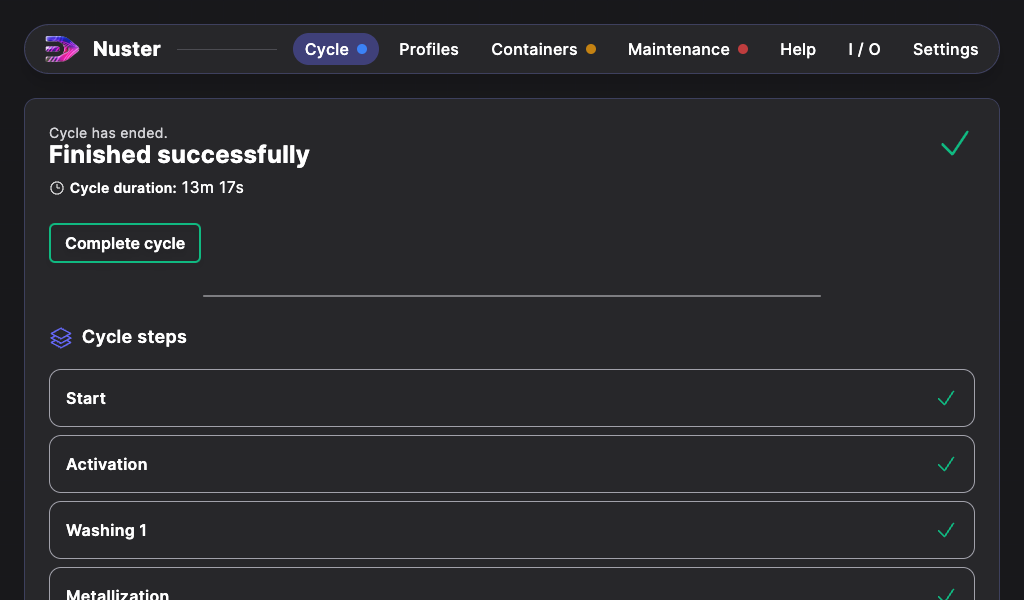 Nuster
Cycle
Profiles
Containers
Maintenance
Help
I / O
Settings
Cycle has ended.
Finished successfully
Cycle duration: 13m 17s
Complete cycle
Cycle steps
Start
Activation
Washing 1
Metallization